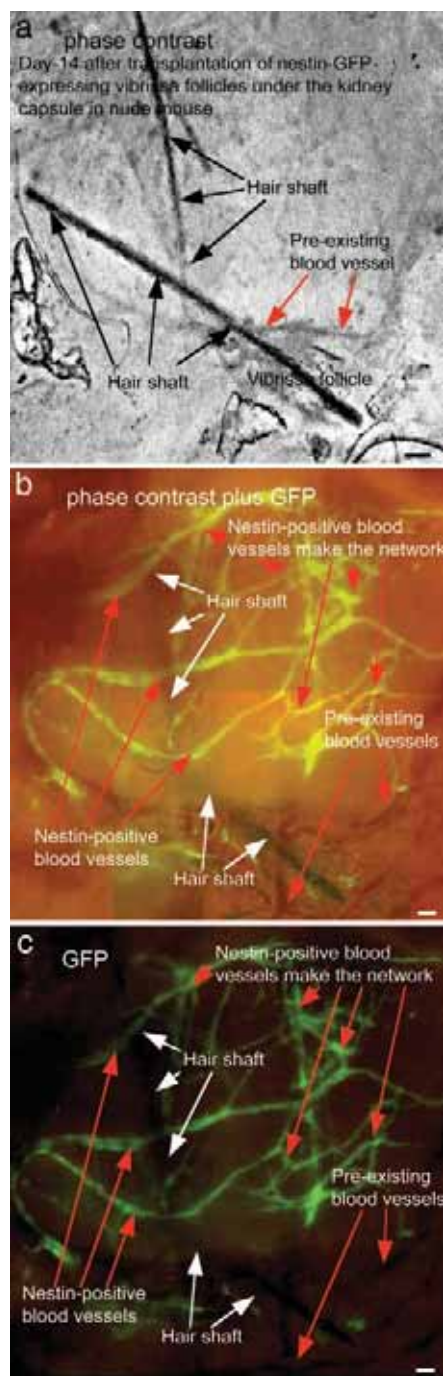 a
phase contrast
Day-14 after transplantation of nestin-GFP-
expressing vibrissa follicles under the kidney
capsule in nude mouse
Hair shaft
Pre-existing
blood vessel
Hair shaft
Vibrissa follicle
b
phase contrast plus GFP
Nestin-positive blood
vessels make the network
Hair shaft
Pre-existing
blood vessels
Nestin-positive
blood vessels
Hair shaft
c
GFP
Nestin-positive blood
vessels make the network
Hair shaft
Pre-existing
blood vessels
Nestin-positive
blood vessels
Hair shaft